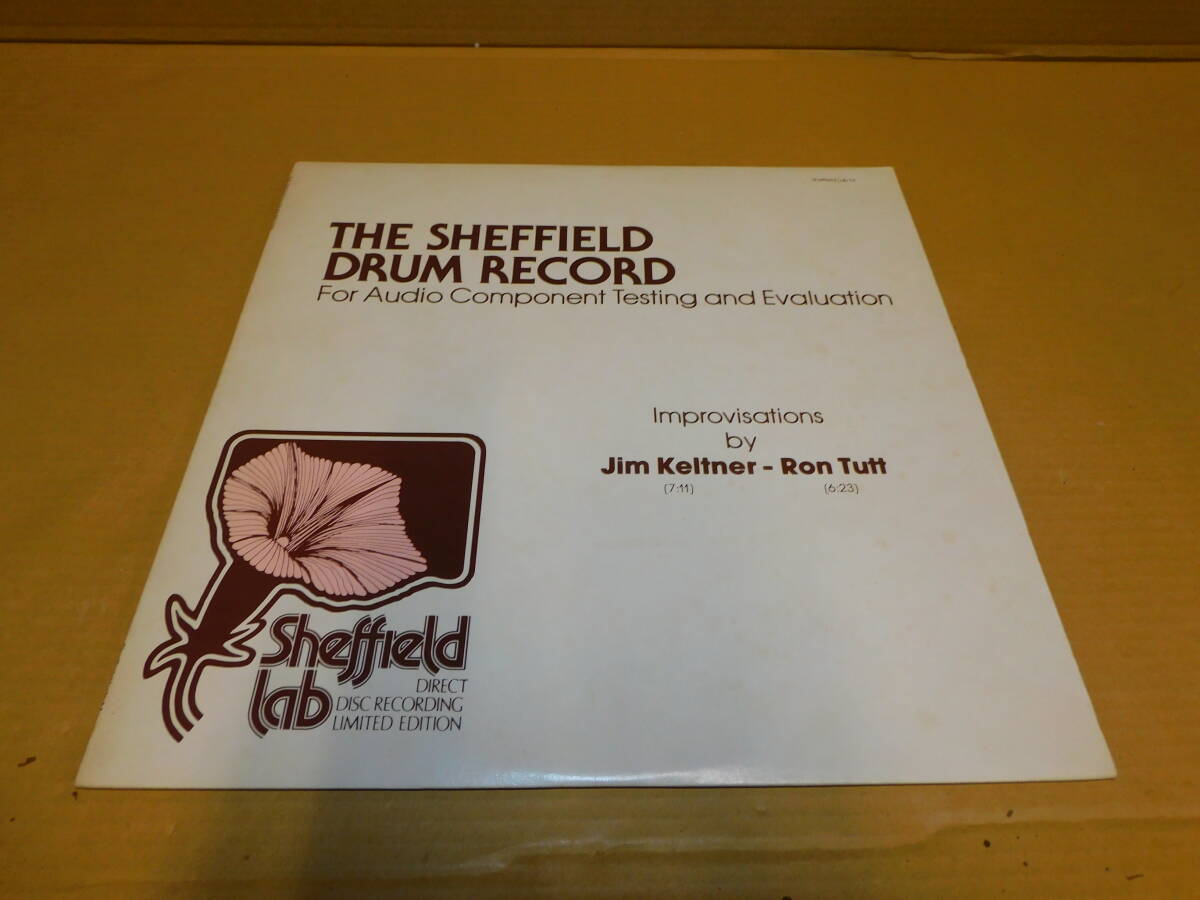 THE SHEFFIELD
DRUM RECORD
For Audio Component Testing and Evaluation
Improvisations
by
Jim Keltner - Ron Tutt
(7:11) (6:23)
Sheffield
lab
DIRECT
DISC RECORDING
LIMITED EDITION